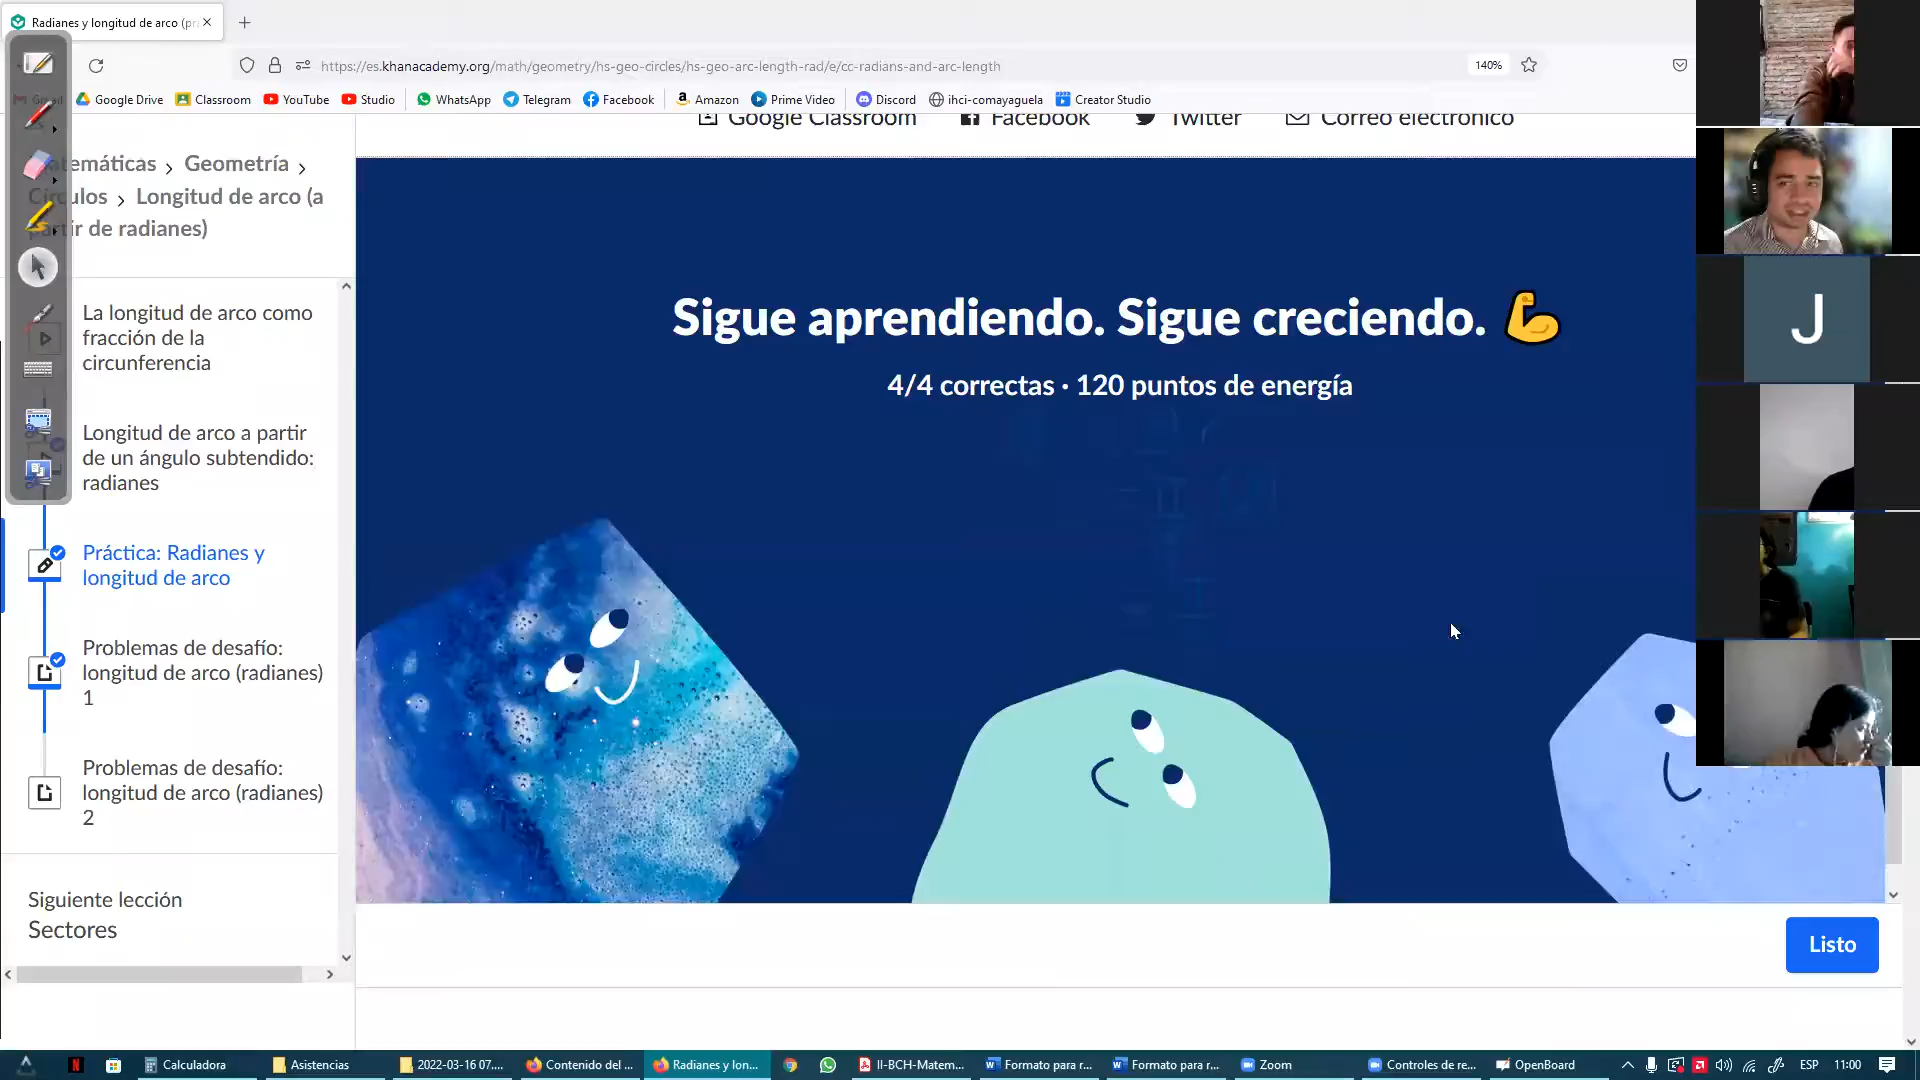 Radianes y longitud de arco (pr
https://es.khanacademy.org/math/geometry/hs-geo-circles/hs-geo-arc-length-rad/e/cc-radians-and-arc-length
140%
Gmail
Google Drive
Classroom
YouTube
Studio
WhatsApp
Telegram
Facebook
Amazon
Prime Video
Discord
ihci-comayaguela
Creator Studio
Google Classroom
Facebook
Twitter
Correo electrónico
temáticas > Geometría >
Círculos > Longitud de arco (a
partir de radianes)
La longitud de arco como
fracción de la
circunferencia
Longitud de arco a partir
de un ángulo subtendido:
radianes
Práctica: Radianes y
longitud de arco
Problemas de desafío:
longitud de arco (radianes)
1
Problemas de desafío:
longitud de arco (radianes)
2
Siguiente lección
Sectores
Sigue aprendiendo. Sigue creciendo. 💪
4/4 correctas · 120 puntos de energía
J
Listo
Calculadora
Asistencias
2022-03-16 07....
Contenido del ...
Radianes y lon...
II-BCH-Matem...
Formato para r...
Formato para r...
Zoom
Controles de re...
OpenBoard
ESP
11:00